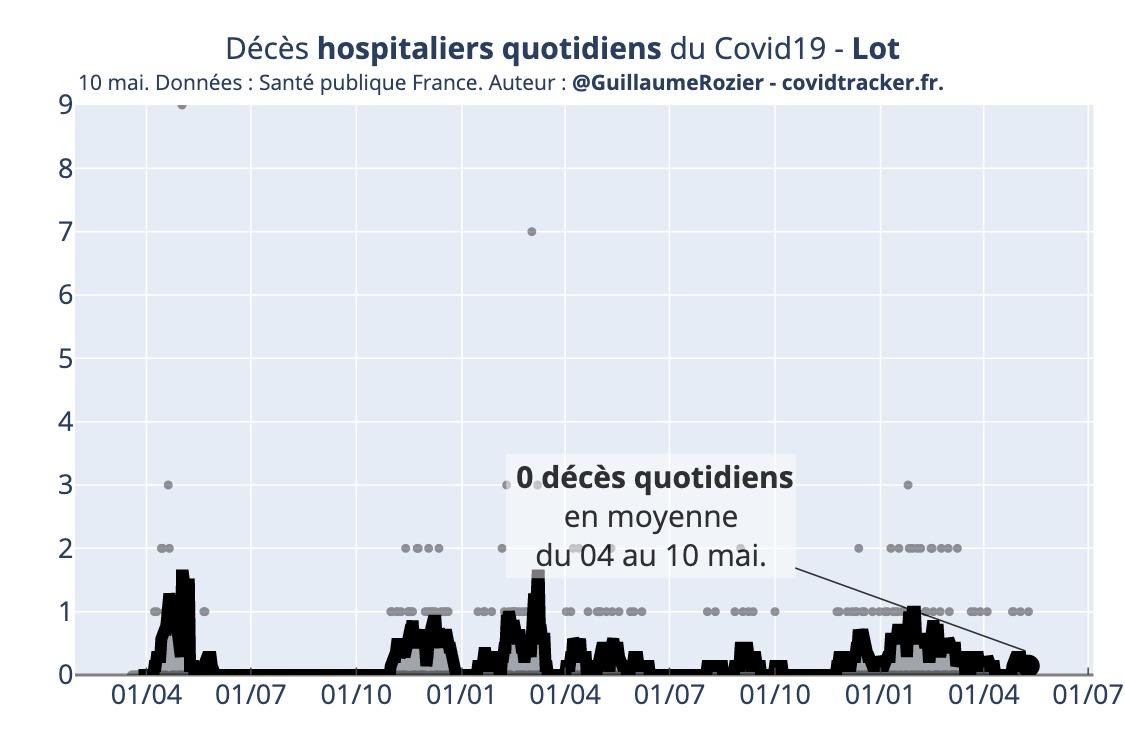 Décès hospitaliers quotidiens du Covid19 - Lot
10 mai. Données : Santé publique France. Auteur : @GuillaumeRozier - covidtracker.fr.
9
8
7
6
5
4
3
2
1
0
0 décès quotidiens
en moyenne
du 04 au 10 mai.
01/04 01/07 01/10 01/01 01/04 01/07 01/10 01/01 01/04 01/07